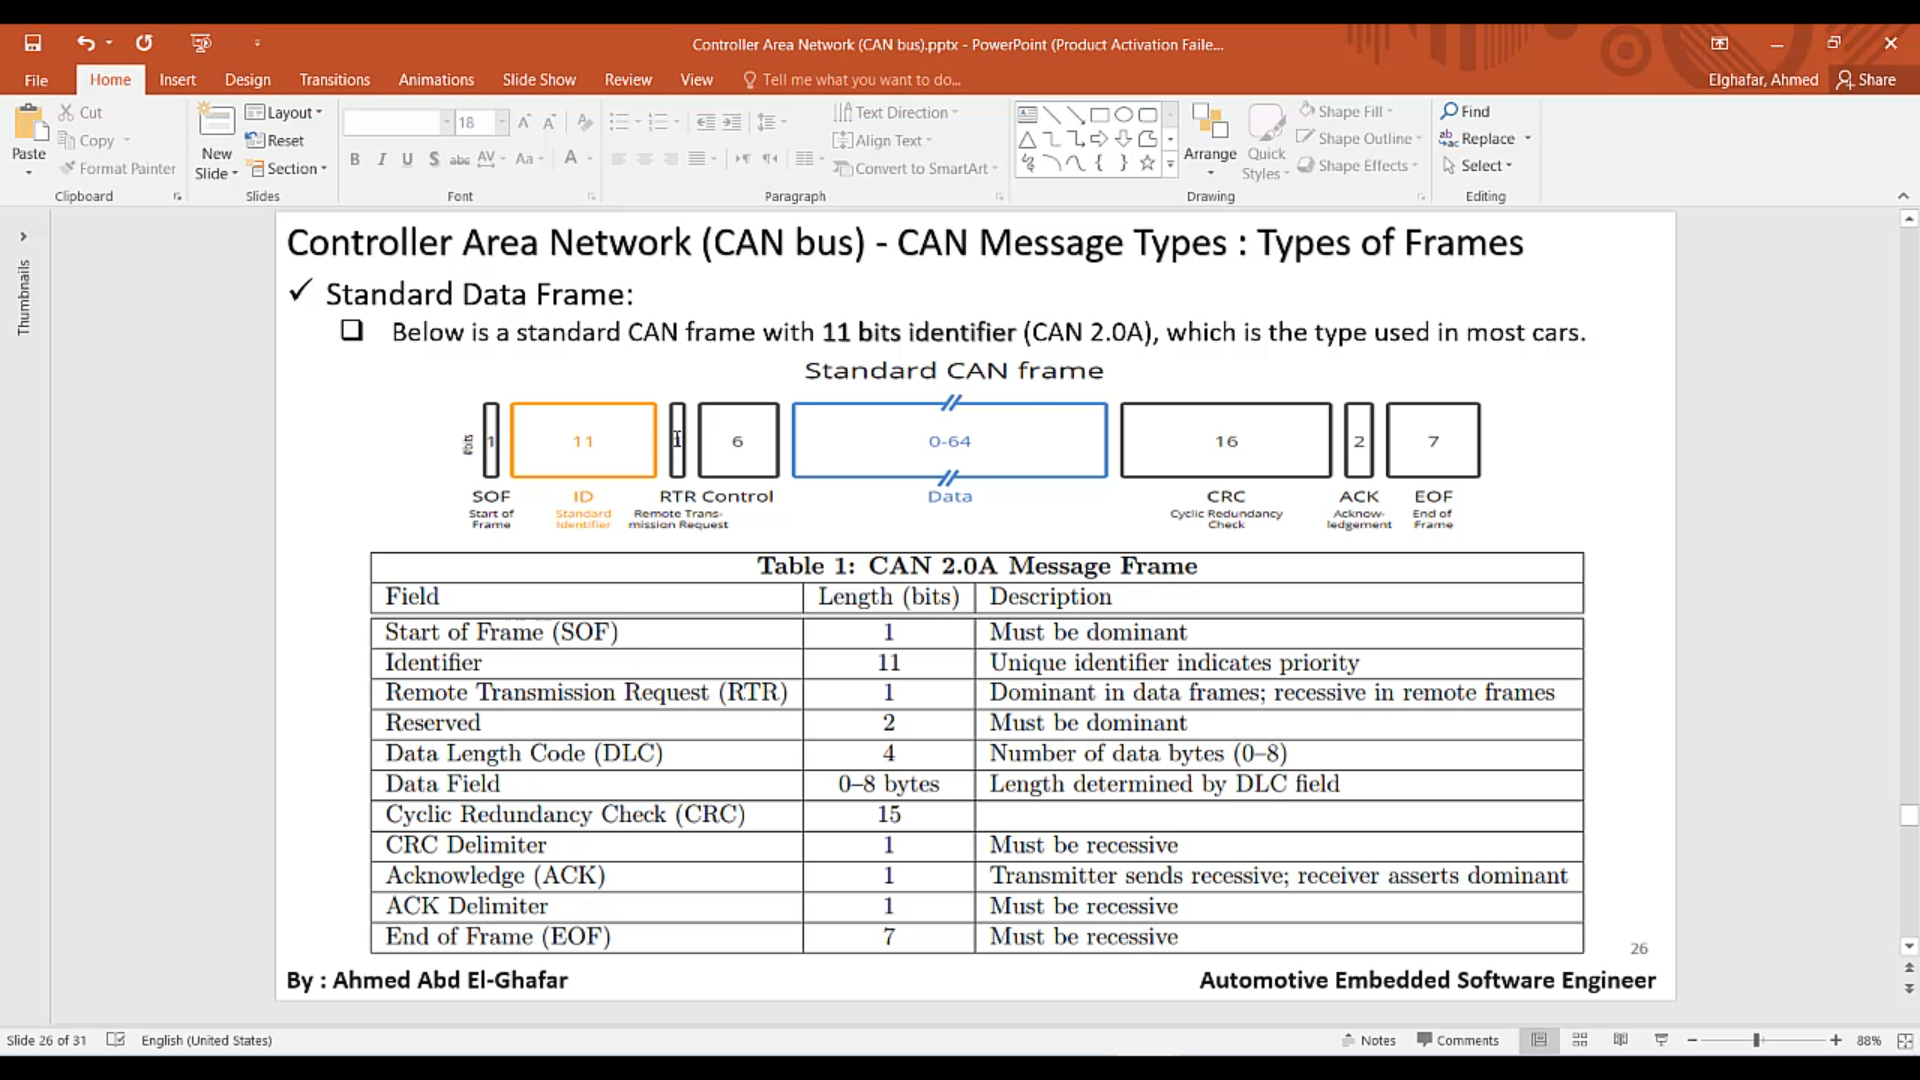 Controller Area Network (CAN bus).pptx - PowerPoint (Product Activation Faile...
File Home Insert Design Transitions Animations Slide Show Review View Tell me what you want to do... Elghafar, Ahmed Share
Paste
Cut
Copy
Format Painter
Clipboard
New
Slide
Layout
Reset
Section
Slides
18
B I U S abc AV Aa A
Font
Text Direction
Align Text
Convert to SmartArt
Paragraph
Arrange
Quick
Styles
Shape Fill
Shape Outline
Shape Effects
Drawing
Find
Replace
Select
Editing
Thumbnails
Controller Area Network (CAN bus) - CAN Message Types : Types of Frames
✓ Standard Data Frame:
❑ Below is a standard CAN frame with 11 bits identifier (CAN 2.0A), which is the type used in most cars.
Standard CAN frame
#bits 1 11 1 6 0-64 16 2 7
SOF ID RTR Control Data CRC ACK EOF
Start of Standard Remote Trans- Cyclic Redundancy Acknow- End of
Frame Identifier mission Request Check ledgement Frame
Table 1: CAN 2.0A Message Frame
Field Length (bits) Description
Start of Frame (SOF) 1 Must be dominant
Identifier 11 Unique identifier indicates priority
Remote Transmission Request (RTR) 1 Dominant in data frames; recessive in remote frames
Reserved 2 Must be dominant
Data Length Code (DLC) 4 Number of data bytes (0–8)
Data Field 0–8 bytes Length determined by DLC field
Cyclic Redundancy Check (CRC) 15
CRC Delimiter 1 Must be recessive
Acknowledge (ACK) 1 Transmitter sends recessive; receiver asserts dominant
ACK Delimiter 1 Must be recessive
End of Frame (EOF) 7 Must be recessive
26
By : Ahmed Abd El-Ghafar Automotive Embedded Software Engineer
Slide 26 of 31 English (United States) Notes Comments 88%